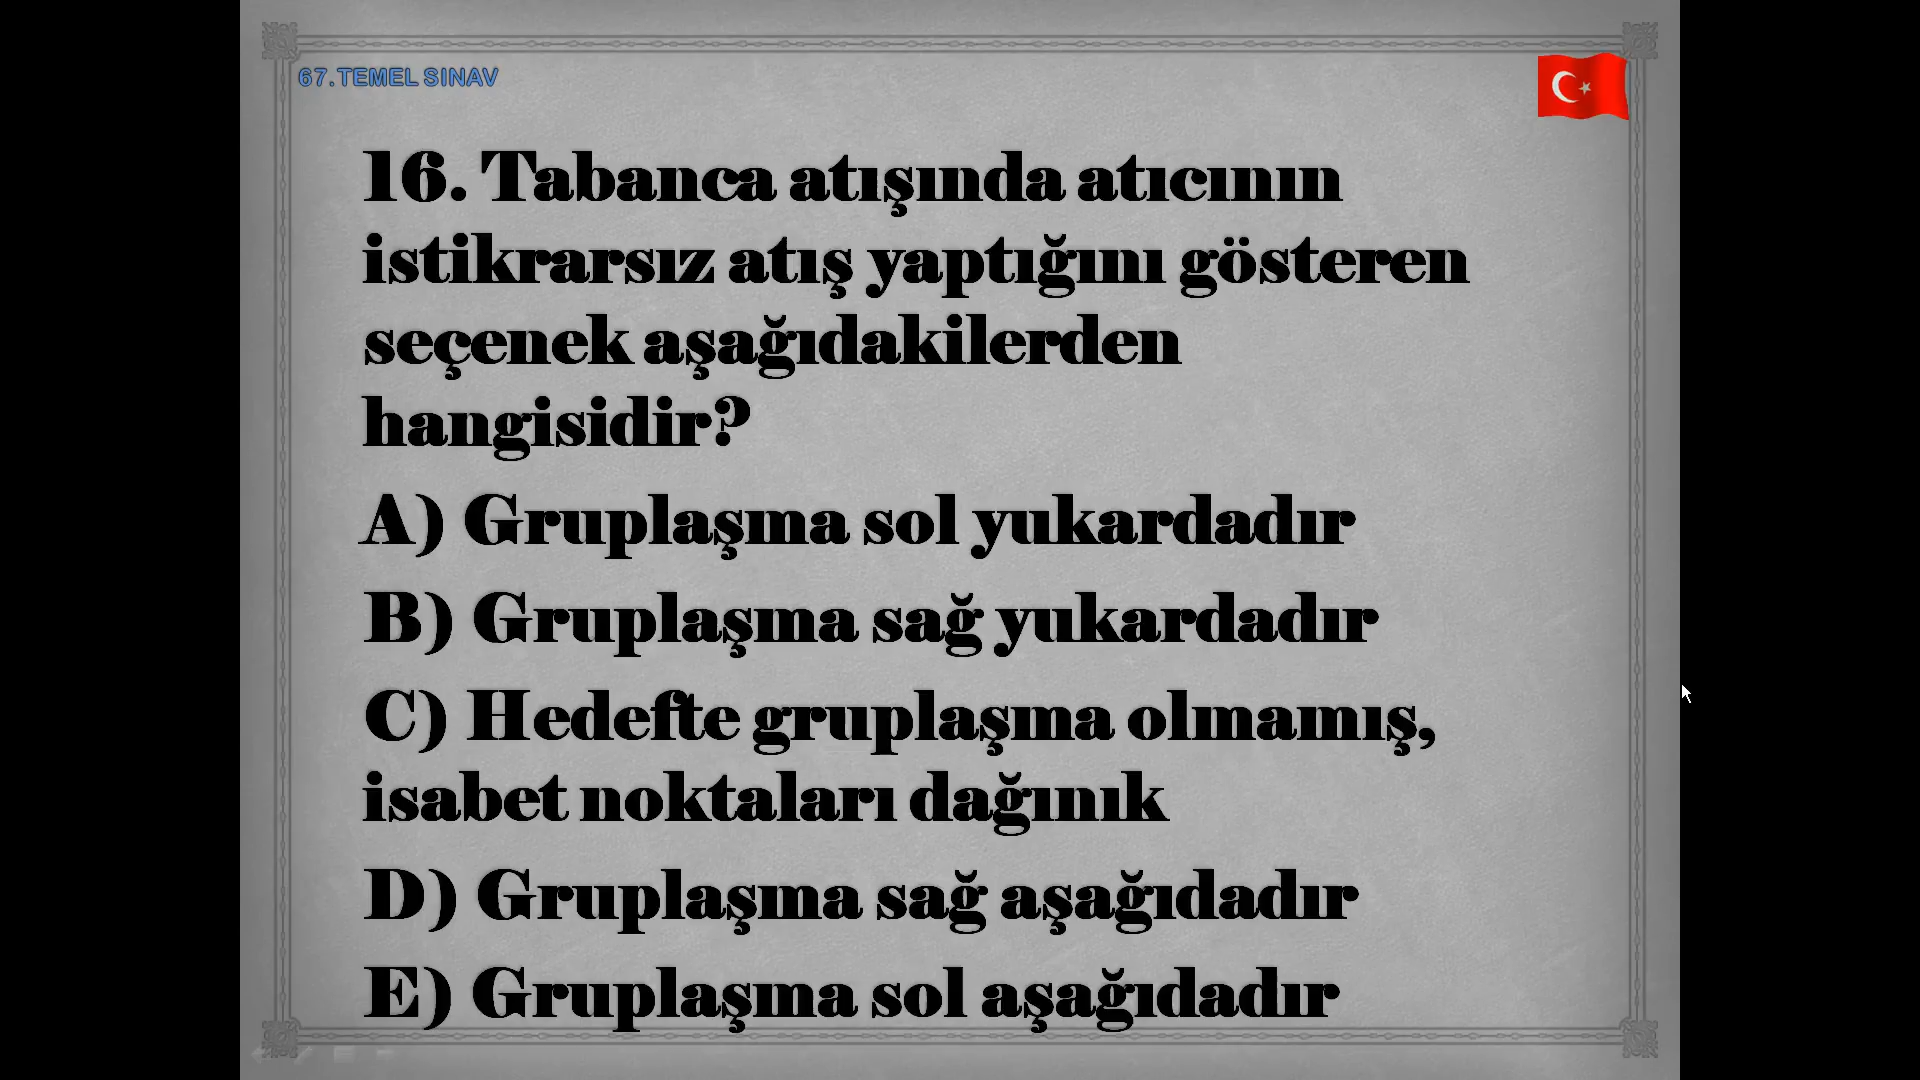 67.TEMEL SINAV
16. Tabanca atışında atıcının
istikrarsız atış yaptığını gösteren
seçenek aşağıdakilerden
hangisidir?
A) Gruplaşma sol yukardadır
B) Gruplaşma sağ yukardadır
C) Hedefte gruplaşma olmamış,
isabet noktaları dağınık
D) Gruplaşma sağ aşağıdadır
E) Gruplaşma sol aşağıdadır